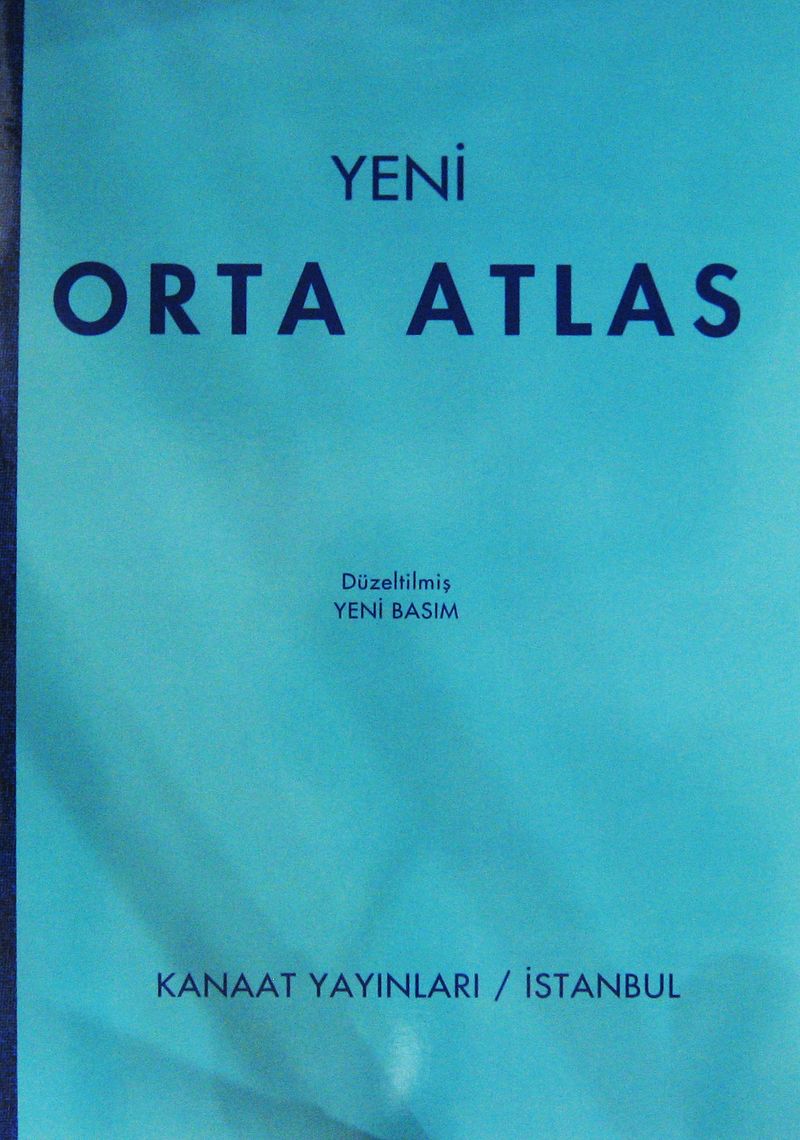 YENİ
ORTA ATLAS
Düzeltilmiş
YENİ BASIM
KANAAT YAYINLARI / İSTANBUL